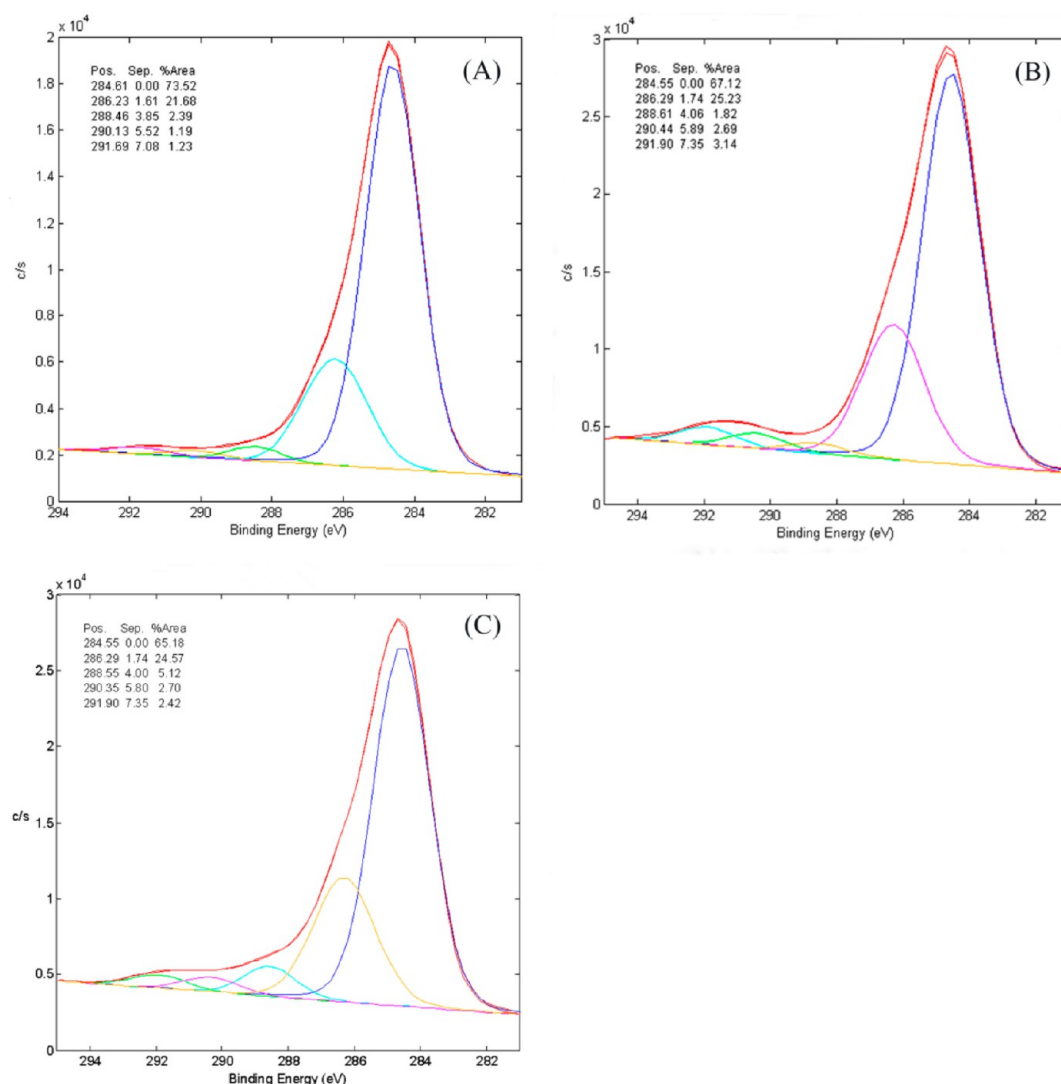 x 10⁴
2
1.8
1.6
1.4
1.2
1
0.8
0.6
0.4
0.2
0
c/s
(A)
Pos. Sep. %Area
284.61 0.00 73.52
286.23 1.61 21.68
288.46 3.85 2.39
290.13 5.52 1.19
291.69 7.08 1.23
294 292 290 288 286 284 282
Binding Energy (eV)
x 10⁴
3
2.5
2
1.5
1
0.5
0
c/s
(B)
Pos. Sep. %Area
284.55 0.00 67.12
286.29 1.74 25.23
288.61 4.06 1.82
290.44 5.89 2.69
291.90 7.35 3.14
294 292 290 288 286 284 282
Binding Energy (eV)
x 10⁴
3
2.5
2
1.5
1
0.5
0
c/s
(C)
Pos. Sep. %Area
284.55 0.00 65.18
286.29 1.74 24.57
288.55 4.00 5.12
290.35 5.80 2.70
291.90 7.35 2.42
294 292 290 288 286 284 282
Binding Energy (eV)